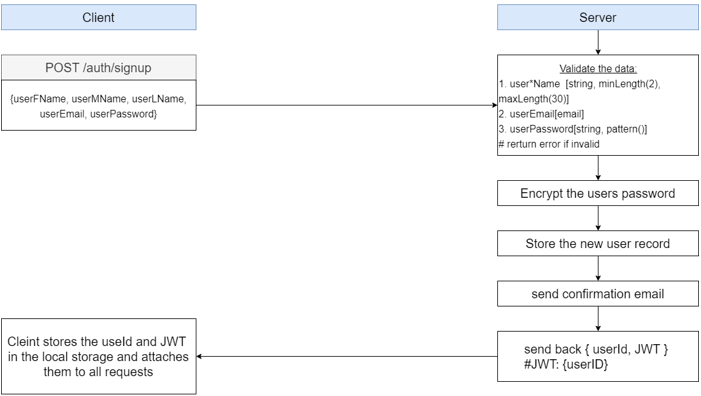 Client
Server
POST /auth/signup
{userFName, userMName, userLName,
userEmail, userPassword}
Validate the data:
1. user*Name  [string, minLength(2),
maxLength(30)]
2. userEmail[email]
3. userPassword[string, pattern()]
# rerturn error if invalid
Encrypt the users password
Store the new user record
send confirmation email
send back { userId, JWT }
#JWT: {userID}
Cleint stores the useId and JWT
in the local storage and attaches
them to all requests